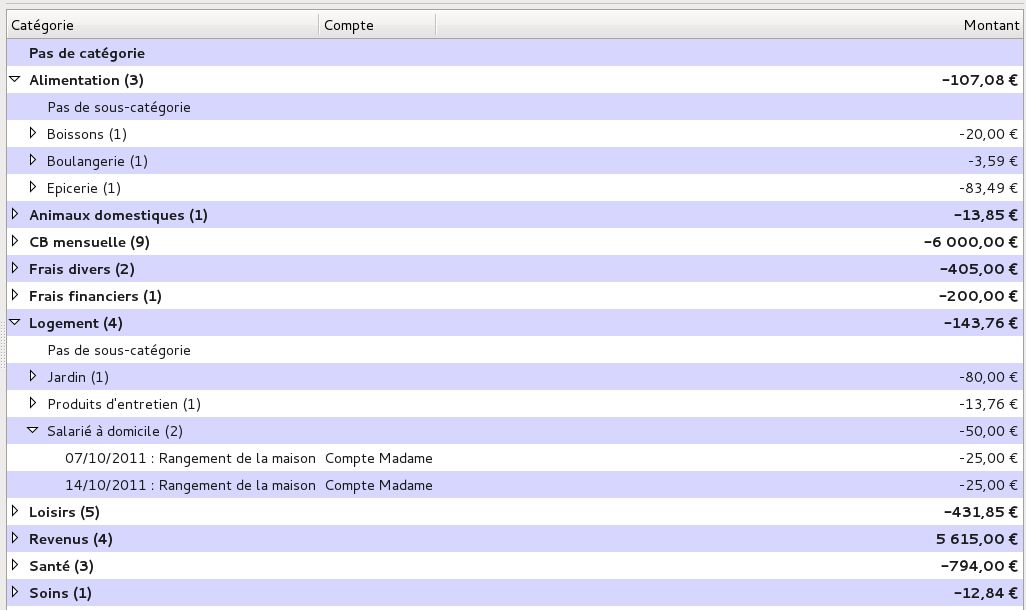 Catégorie Compte Montant
Pas de catégorie
Alimentation (3) -107,08 €
Pas de sous-catégorie
Boissons (1) -20,00 €
Boulangerie (1) -3,59 €
Epicerie (1) -83,49 €
Animaux domestiques (1) -13,85 €
CB mensuelle (9) -6 000,00 €
Frais divers (2) -405,00 €
Frais financiers (1) -200,00 €
Logement (4) -143,76 €
Pas de sous-catégorie
Jardin (1) -80,00 €
Produits d'entretien (1) -13,76 €
Salarié à domicile (2) -50,00 €
07/10/2011 : Rangement de la maison Compte Madame -25,00 €
14/10/2011 : Rangement de la maison Compte Madame -25,00 €
Loisirs (5) -431,85 €
Revenus (4) 5 615,00 €
Santé (3) -794,00 €
Soins (1) -12,84 €